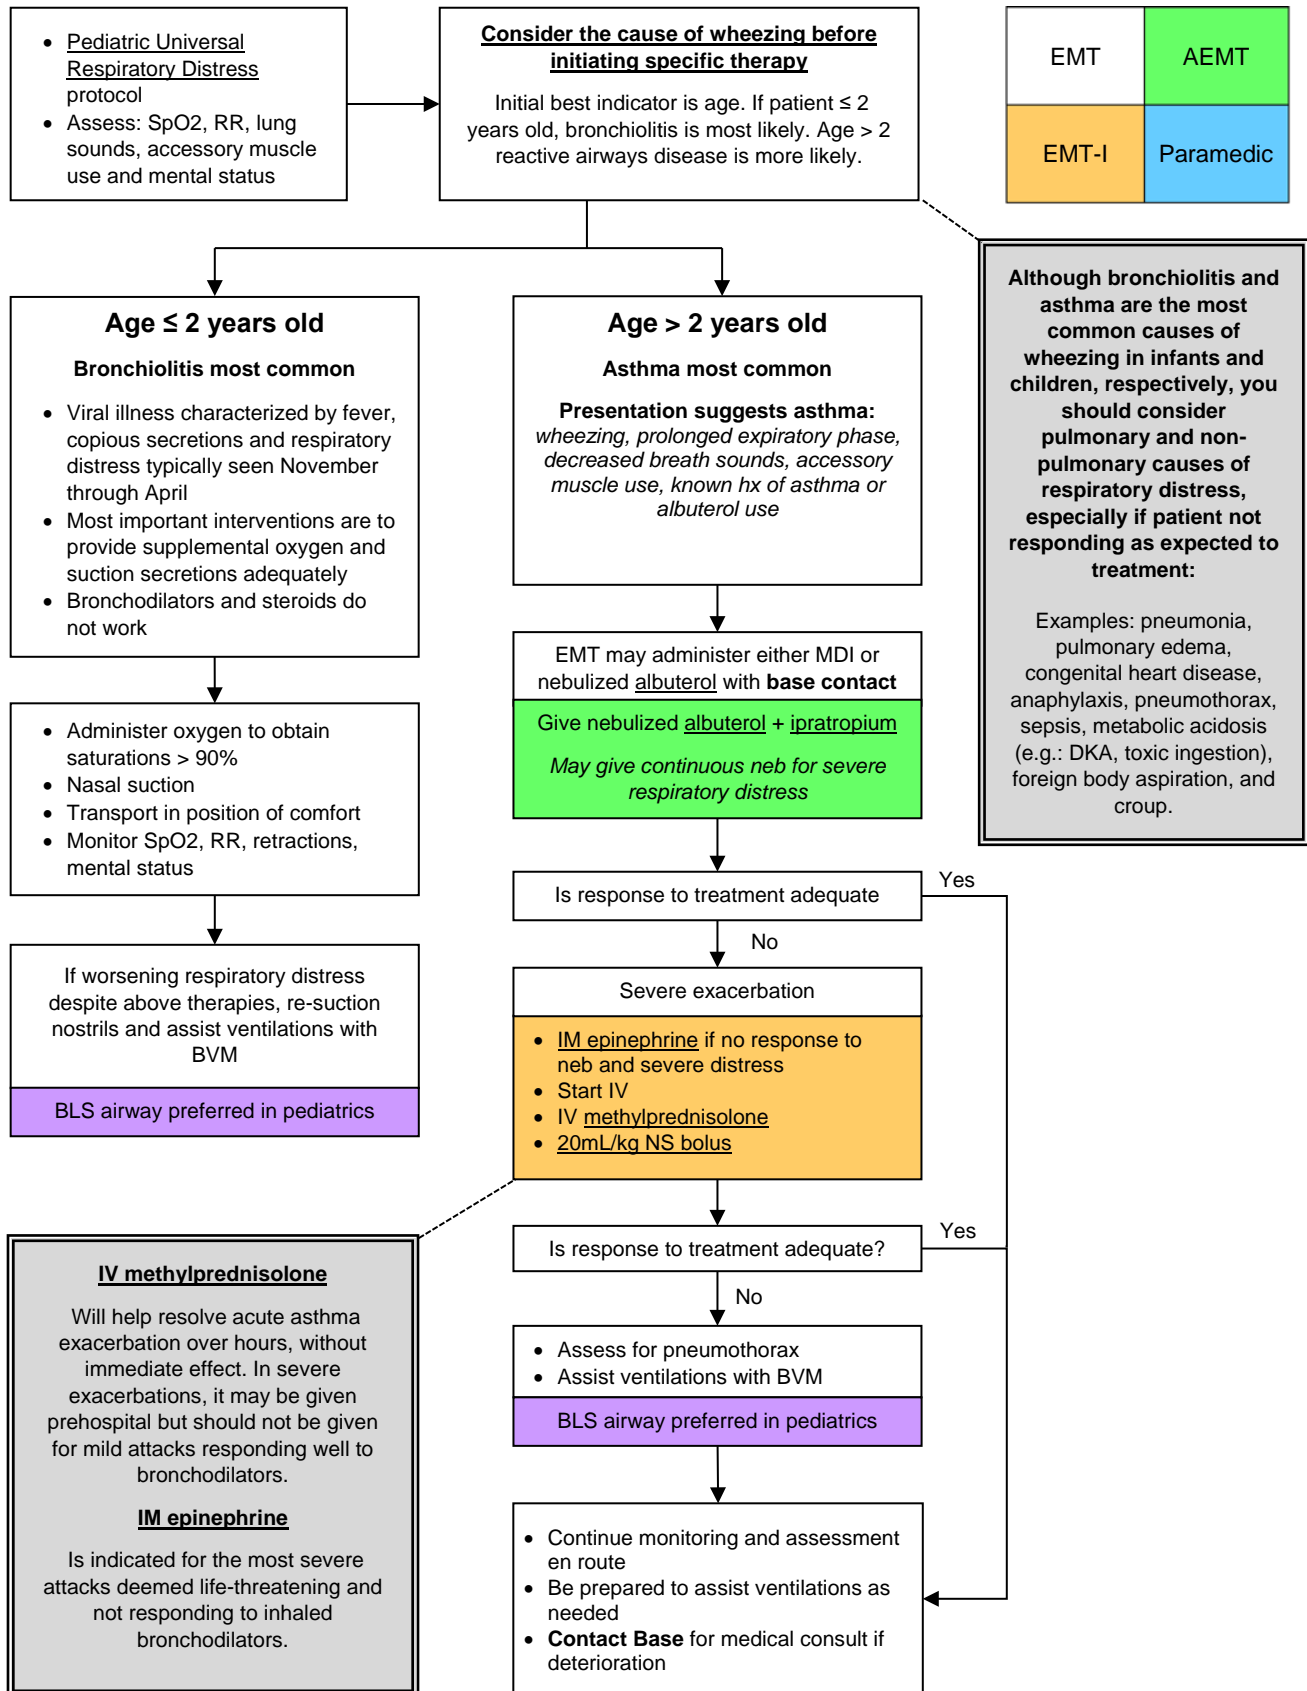 Pediatric Universal
Respiratory Distress
protocol
Assess: SpO2, RR, lung
sounds, accessory muscle
use and mental status
Consider the cause of wheezing before
initiating specific therapy
Initial best indicator is age. If patient ≤ 2
years old, bronchiolitis is most likely. Age > 2
reactive airways disease is more likely.
EMT
AEMT
EMT-I
Paramedic
Although bronchiolitis and
asthma are the most
common causes of
wheezing in infants and
children, respectively, you
should consider
pulmonary and non-
pulmonary causes of
respiratory distress,
especially if patient not
responding as expected to
treatment:
Examples: pneumonia,
pulmonary edema,
congenital heart disease,
anaphylaxis, pneumothorax,
sepsis, metabolic acidosis
(e.g.: DKA, toxic ingestion),
foreign body aspiration, and
croup.
Age ≤ 2 years old
Bronchiolitis most common
Viral illness characterized by fever,
copious secretions and respiratory
distress typically seen November
through April
Most important interventions are to
provide supplemental oxygen and
suction secretions adequately
Bronchodilators and steroids do
not work
Administer oxygen to obtain
saturations > 90%
Nasal suction
Transport in position of comfort
Monitor SpO2, RR, retractions,
mental status
If worsening respiratory distress
despite above therapies, re-suction
nostrils and assist ventilations with
BVM
BLS airway preferred in pediatrics
Age > 2 years old
Asthma most common
Presentation suggests asthma:
wheezing, prolonged expiratory phase,
decreased breath sounds, accessory
muscle use, known hx of asthma or
albuterol use
EMT may administer either MDI or
nebulized albuterol with base contact
Give nebulized albuterol + ipratropium
May give continuous neb for severe
respiratory distress
Is response to treatment adequate
Yes
No
Severe exacerbation
IM epinephrine if no response to
neb and severe distress
Start IV
IV methylprednisolone
20mL/kg NS bolus
Is response to treatment adequate?
Yes
No
Assess for pneumothorax
Assist ventilations with BVM
BLS airway preferred in pediatrics
Continue monitoring and assessment
en route
Be prepared to assist ventilations as
needed
Contact Base for medical consult if
deterioration
IV methylprednisolone
Will help resolve acute asthma
exacerbation over hours, without
immediate effect. In severe
exacerbations, it may be given
prehospital but should not be given
for mild attacks responding well to
bronchodilators.
IM epinephrine
Is indicated for the most severe
attacks deemed life-threatening and
not responding to inhaled
bronchodilators.